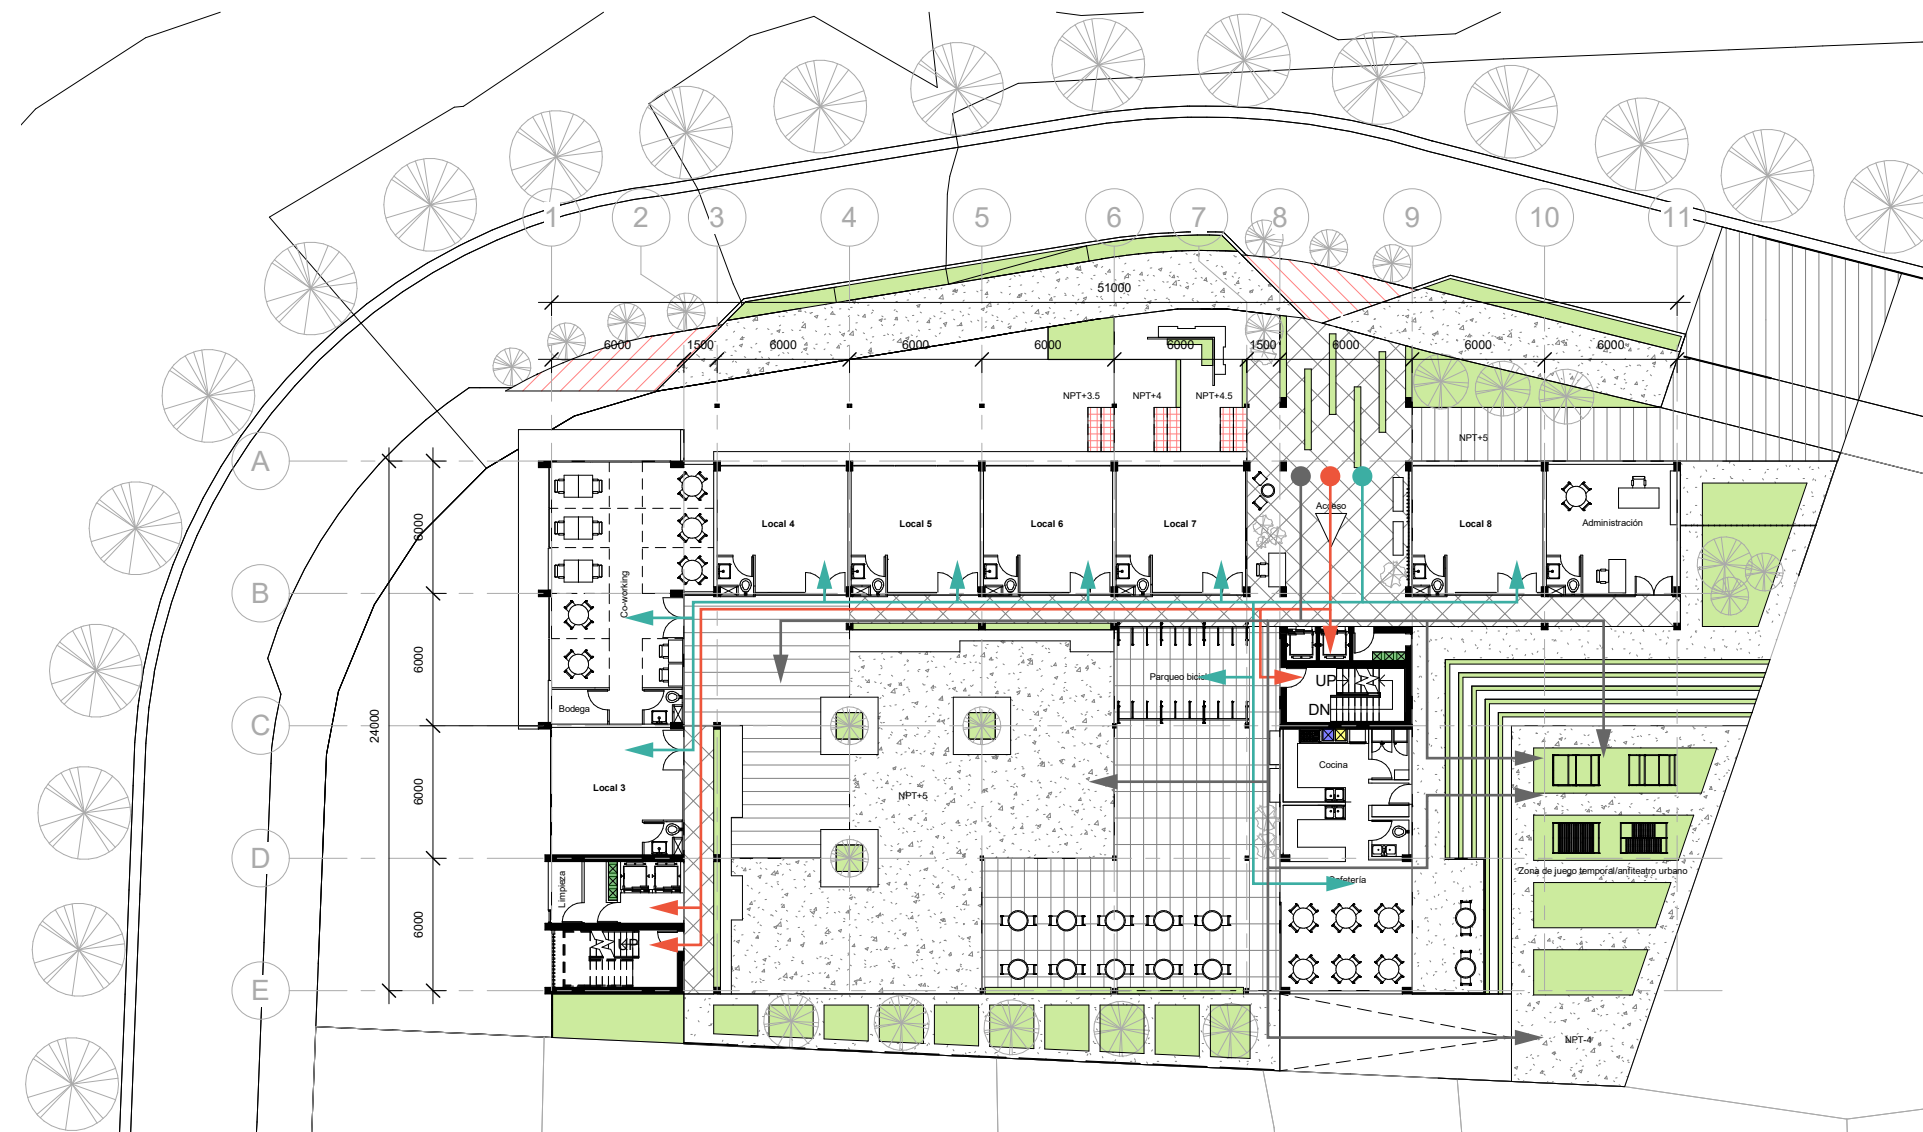 1
2
3
4
5
6
7
8
9
10
11
51000
6000
1500
6000
6000
6000
6000
1500
6000
6000
6000
NPT+3.5
NPT+4
NPT+4.5
NPT+5
A
B
C
D
E
24000
6000
6000
6000
6000
Local 4
Local 5
Local 6
Local 7
Acceso
Local 8
Administración
Co-working
Bodega
Local 3
Limpieza
UP
Parqueo bicic
UP
DN
Cocina
NPT+5
Cafetería
Zona de juego temporal/anfiteatro urbano
NPT-4